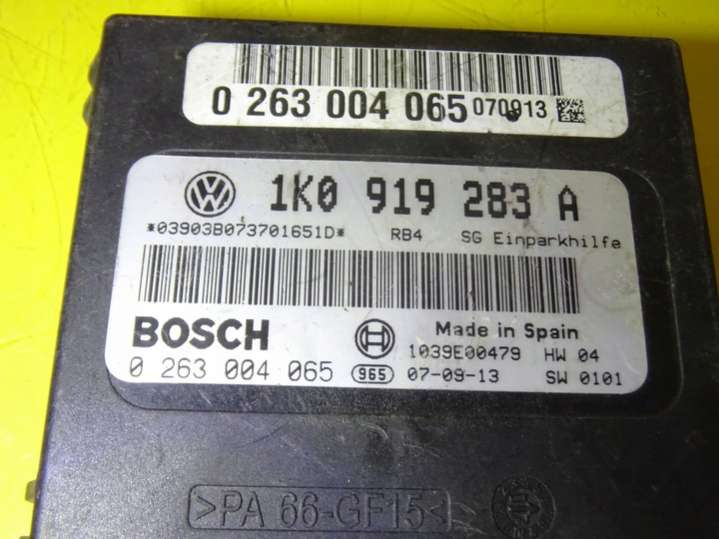 0 263 004 065 070913
1K0 919 283 A
*03903B073701651D* RB4 SG Einparkhilfe
BOSCH Made in Spain
1039E00479 HW 04
0 263 004 065 965 07-09-13 SW 0101
>PA 66-GF15<